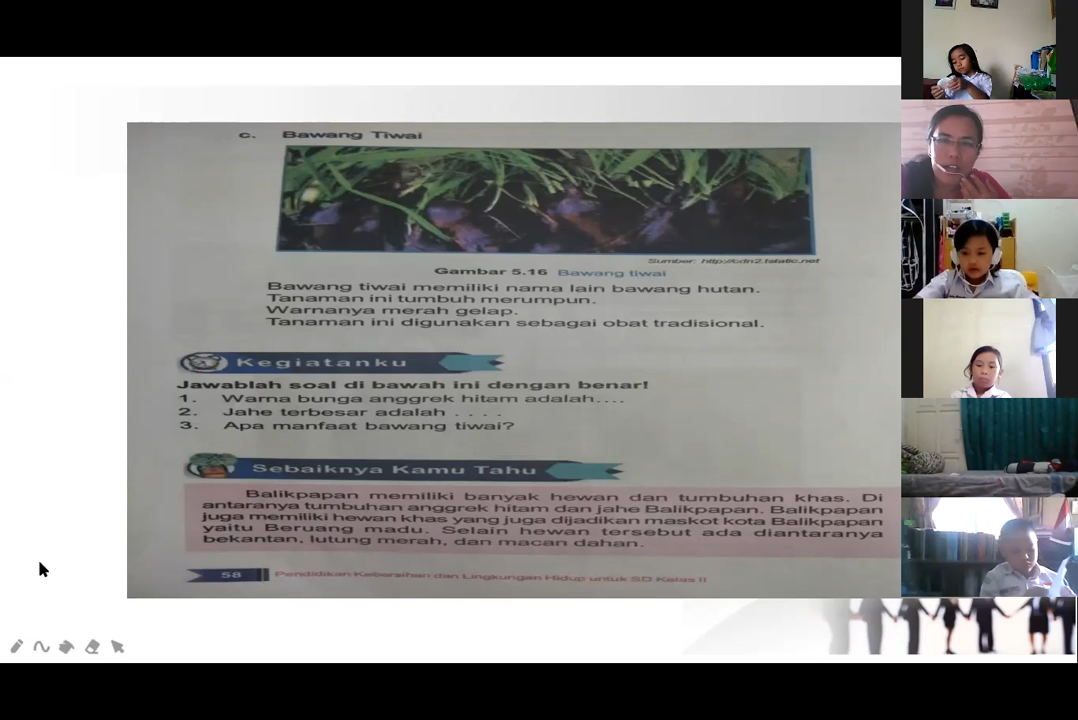 c. Bawang Tiwai
Sumber: http://cdn2.tstatic.net
Gambar 5.16 Bawang tiwai
Bawang tiwai memiliki nama lain bawang hutan.
Tanaman ini tumbuh merumpun.
Warnanya merah gelap.
Tanaman ini digunakan sebagai obat tradisional.
Kegiatanku
Jawablah soal di bawah ini dengan benar!
1. Warna bunga anggrek hitam adalah....
2. Jahe terbesar adalah . . . .
3. Apa manfaat bawang tiwai?
Sebaiknya Kamu Tahu
Balikpapan memiliki banyak hewan dan tumbuhan khas. Di
antaranya tumbuhan anggrek hitam dan jahe Balikpapan. Balikpapan
juga memiliki hewan khas yang juga dijadikan maskot kota Balikpapan
yaitu Beruang madu. Selain hewan tersebut ada diantaranya
bekantan, lutung merah, dan macan dahan.
58 Pendidikan Kebersihan dan Lingkungan Hidup untuk SD Kelas II